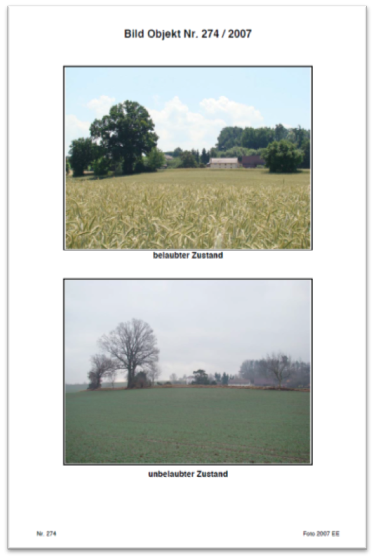 Bild Objekt Nr. 274 / 2007
belaubter Zustand
unbelaubter Zustand
Nr. 274
Foto 2007 EE